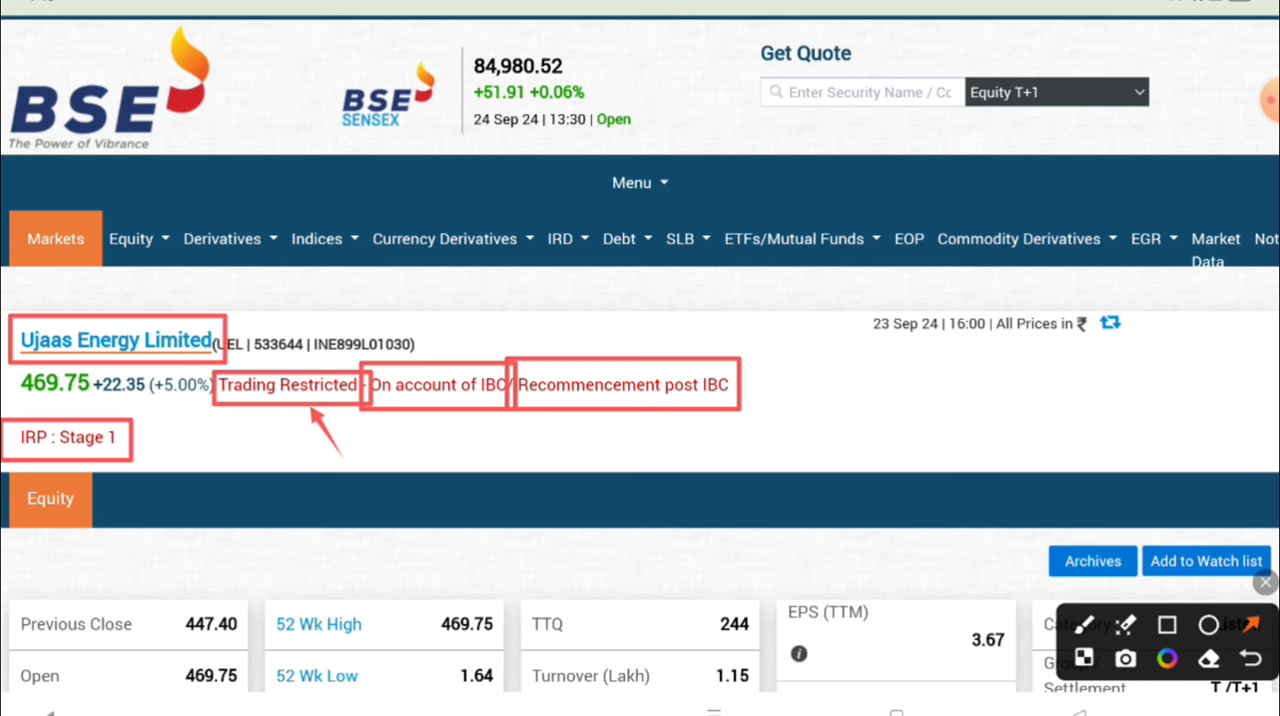 BSE
The Power of Vibrance
BSE
SENSEX
84,980.52
+51.91 +0.06%
24 Sep 24 | 13:30 | Open
Get Quote
Enter Security Name / Cc
Equity T+1
Menu
Markets Equity Derivatives Indices Currency Derivatives IRD Debt SLB ETFs/Mutual Funds EOP Commodity Derivatives EGR Market Data Not
23 Sep 24 | 16:00 | All Prices in ₹
Ujaas Energy Limited (UEL | 533644 | INE899L01030)
469.75 +22.35 (+5.00%) Trading Restricted - On account of IBC/ Recommencement post IBC
IRP : Stage 1
Equity
Archives
Add to Watch list
Previous Close 447.40
Open 469.75
52 Wk High 469.75
52 Wk Low 1.64
TTQ 244
Turnover (Lakh) 1.15
EPS (TTM)
3.67
Settlement T /T+1